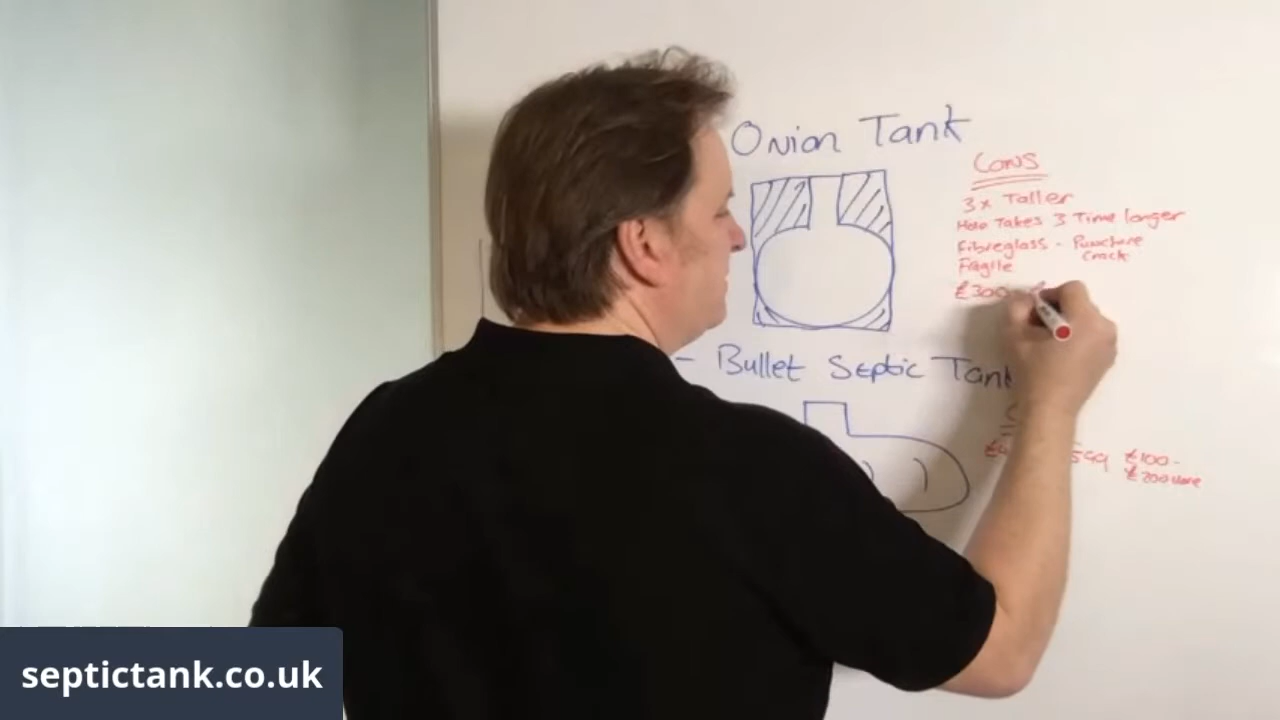 Onion Tank
Cons
3x Taller
Hole Takes 3 Time longer
Fibreglass - Puncture
Crack
Fragile
£300
- Bullet Septic Tank
£100-
£200 more
septictank.co.uk